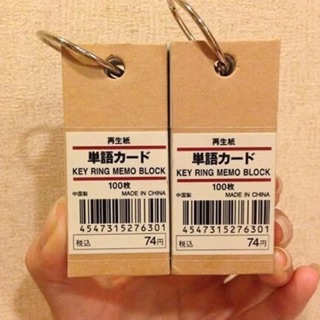 再生紙
単語カード
KEY RING MEMO BLOCK
100枚
中国製 MADE IN CHINA
4547315276301
税込 74円
再生紙
単語カード
KEY RING MEMO BLOCK
100枚
中国製 MADE IN CHINA
4547315276301
税込 74円